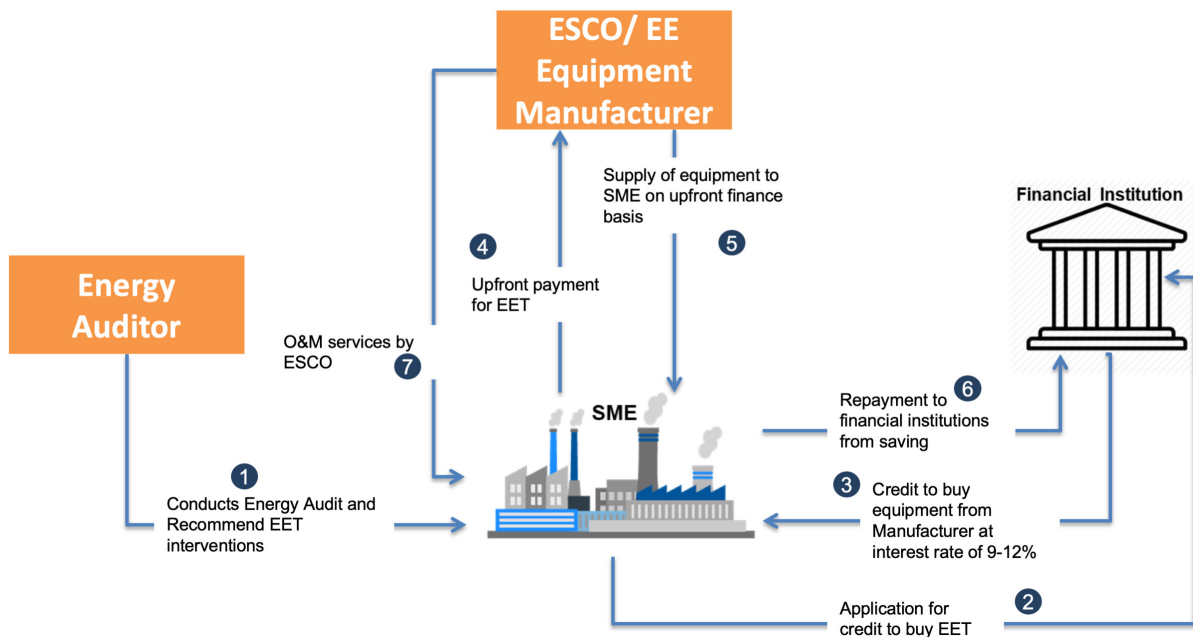 ESCO/ EE
Equipment
Manufacturer
Supply of equipment to
SME on upfront finance
basis
5
4
Upfront payment
for EET
Financial Institution
Energy
Auditor
O&M services by
ESCO
7
SME
6
Repayment to
financial institutions
from saving
1
Conducts Energy Audit and
Recommend EET
interventions
3
Credit to buy
equipment from
Manufacturer at
interest rate of 9-12%
2
Application for
credit to buy EET